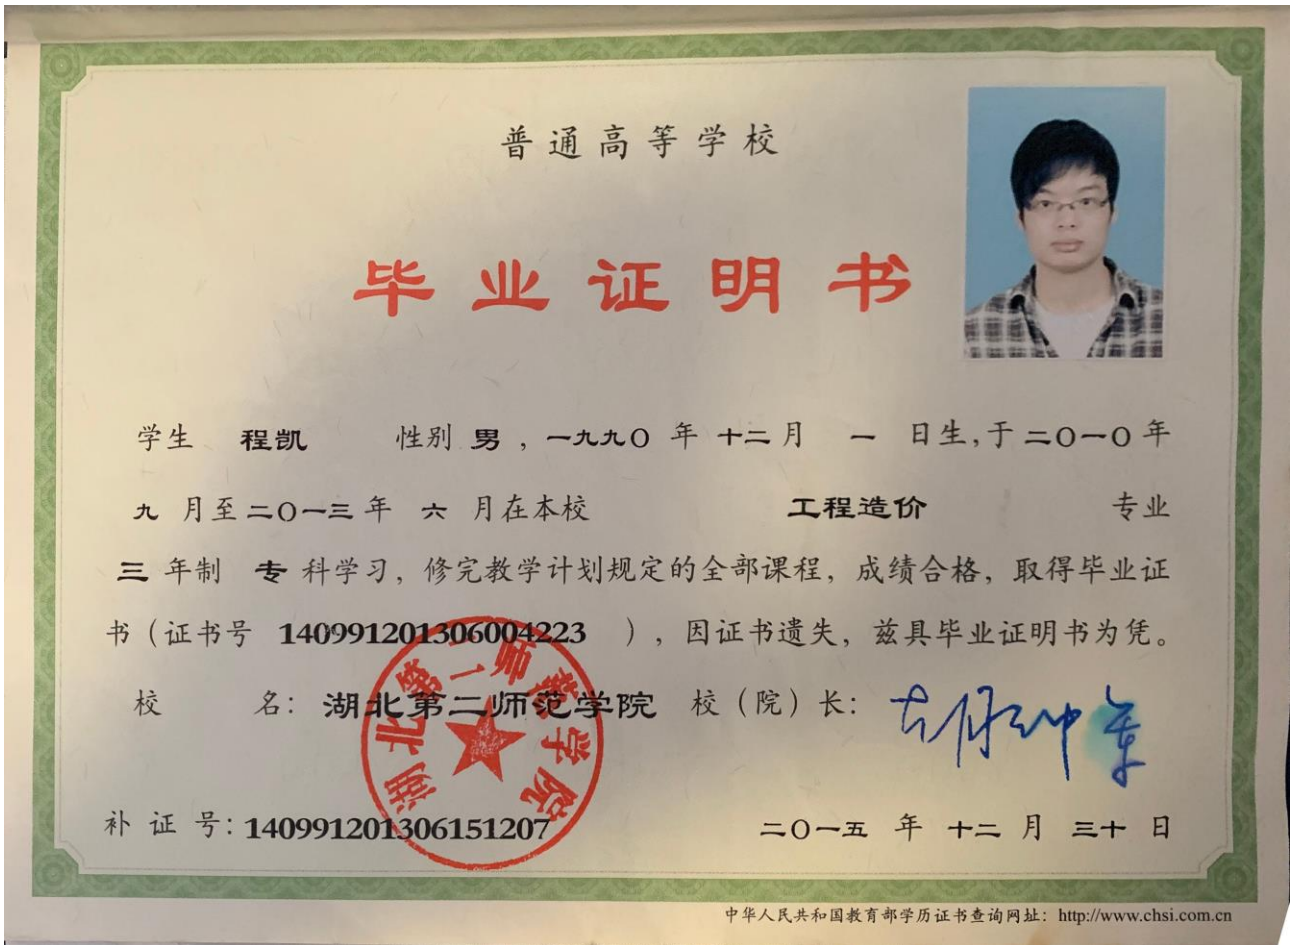 普通高等学校
毕业证明书
学生 程凯 性别 男，一九九〇 年 十二 月 一 日生，于 二〇一〇 年
九 月至 二〇一三 年 六 月在本校 工程造价 专业
三 年制 专 科学习，修完教学计划规定的全部课程，成绩合格，取得毕业证
书（证书号 140991201306004223 ），因证书遗失，兹具毕业证明书为凭。
校 名：湖北第二师范学院 校（院）长：
湖北第二师范学院
补 证 号：140991201306151207 二〇一五 年 十二 月 三十 日
中华人民共和国教育部学历证书查询网址：http://www.chsi.com.cn